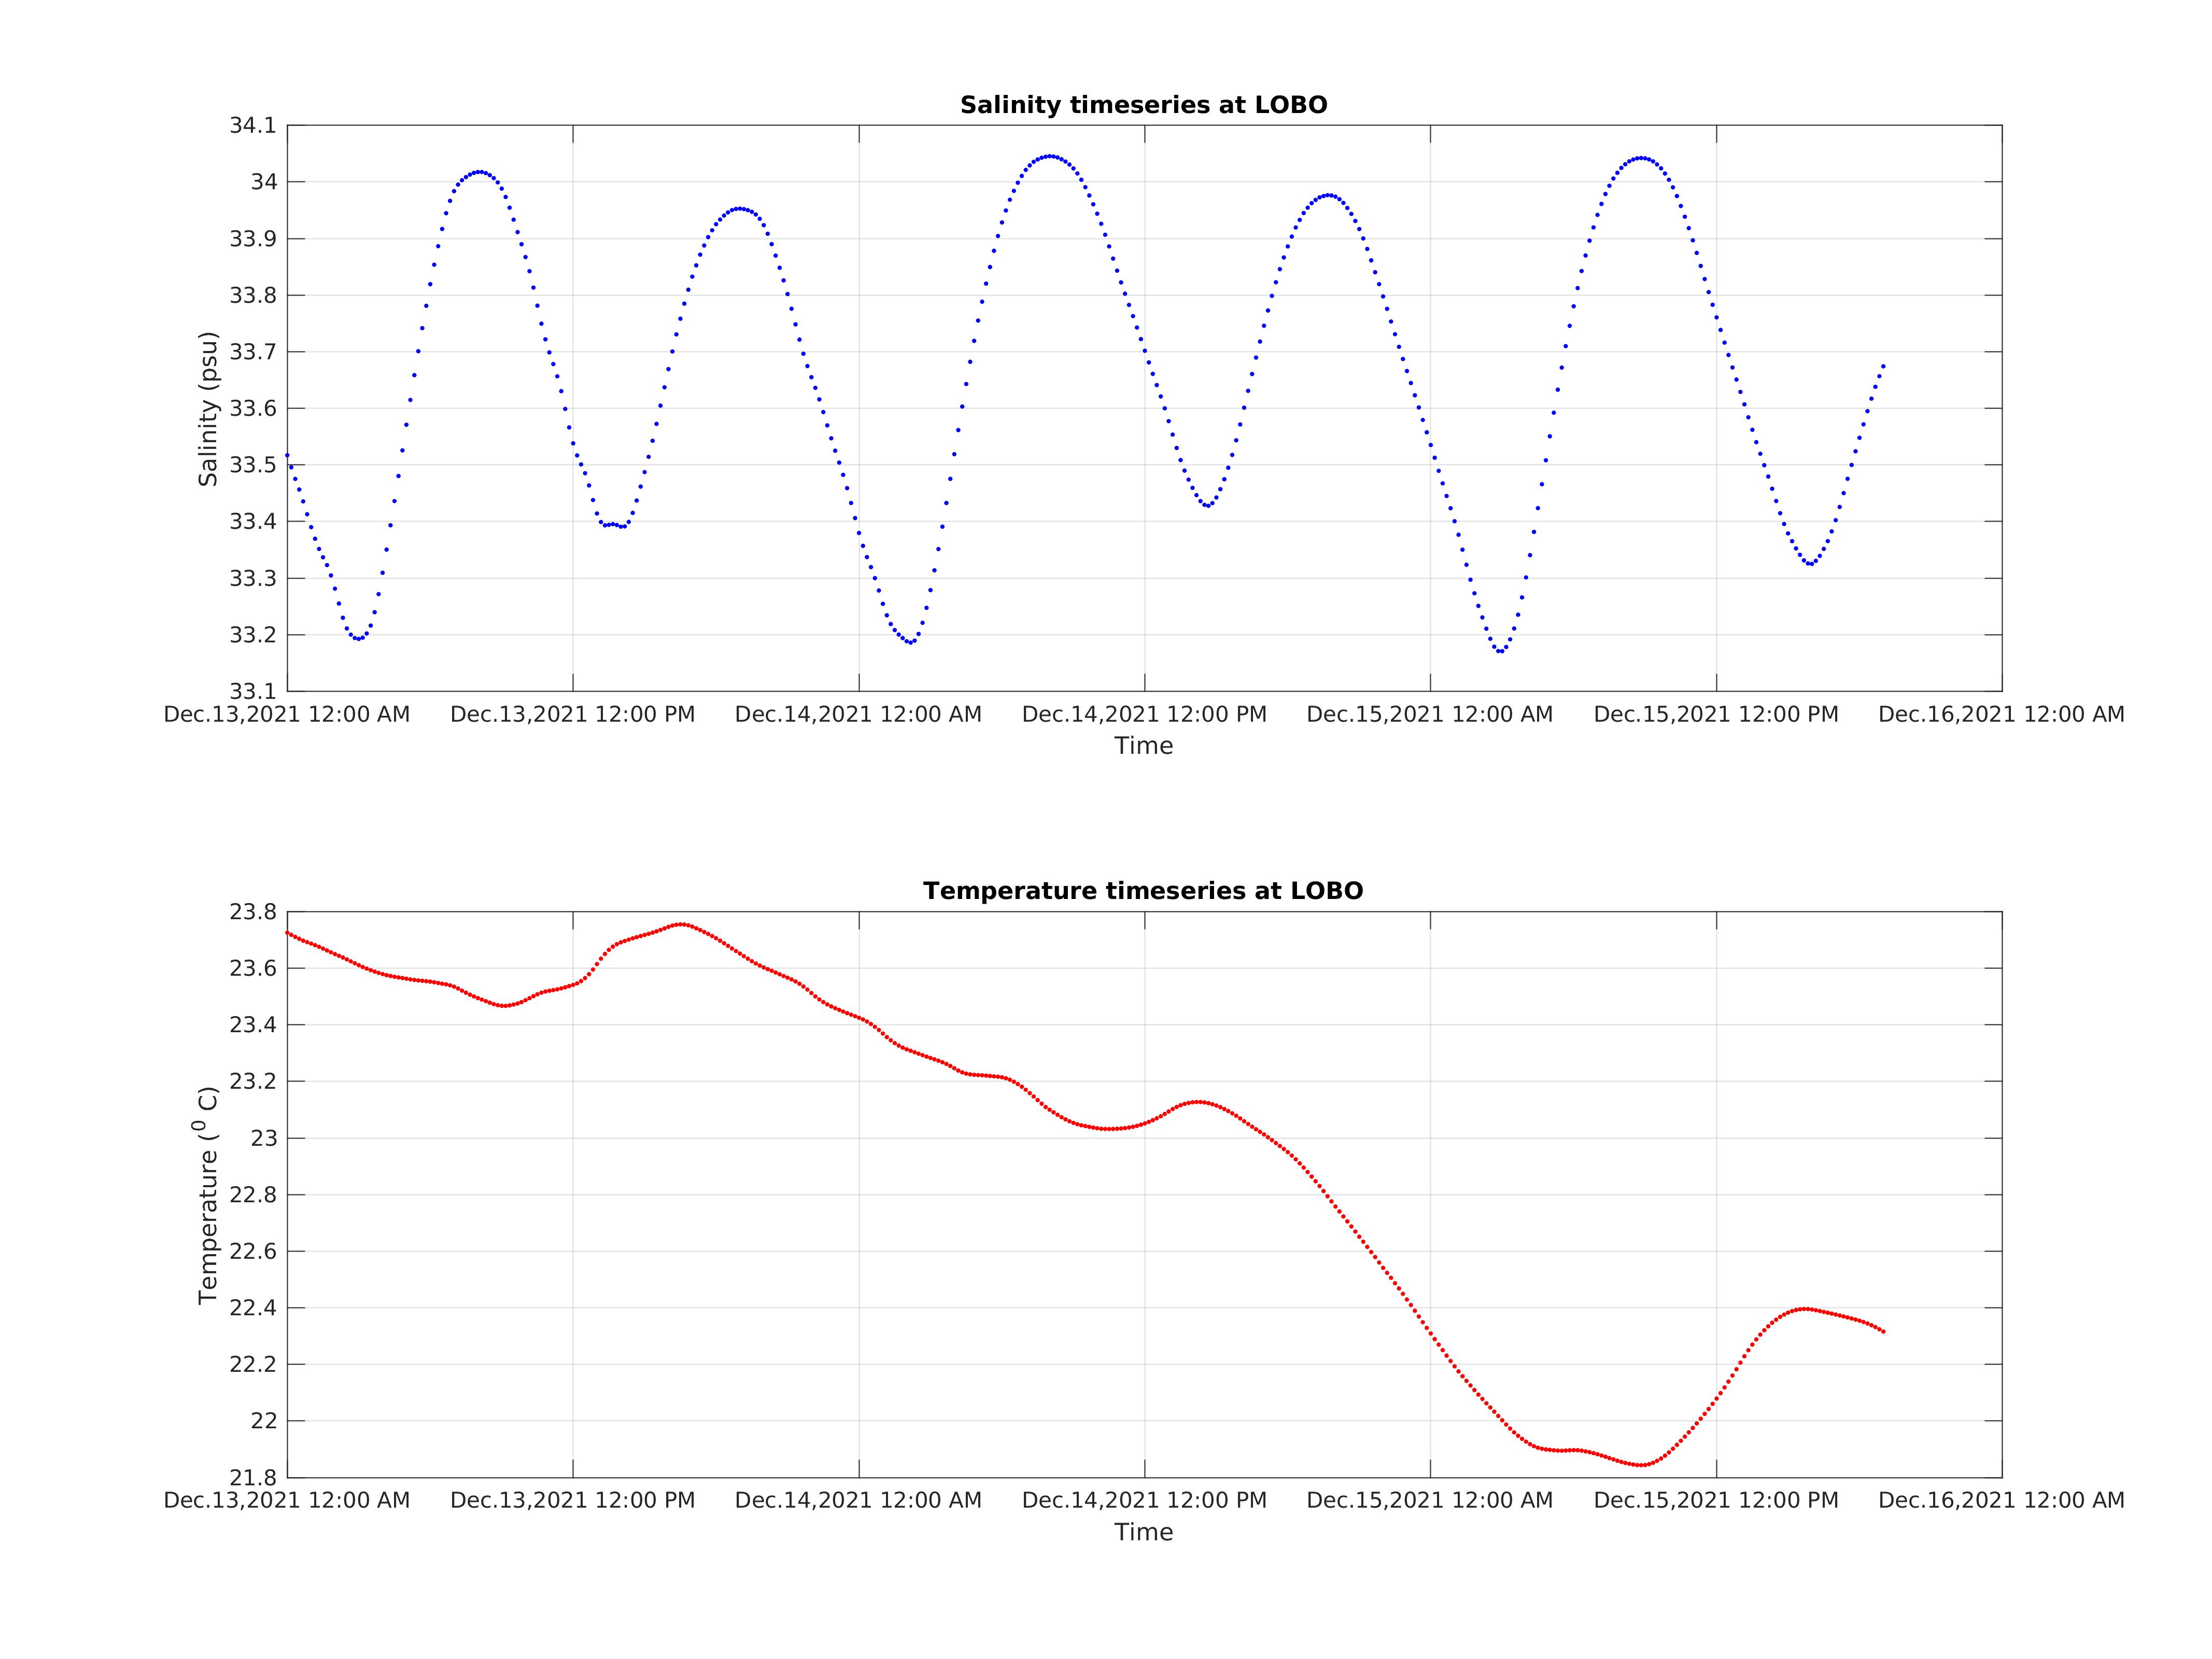 Salinity timeseries at LOBO
34.1
34
33.9
33.8
33.7
33.6
33.5
33.4
33.3
33.2
33.1
Salinity (psu)
Dec.13,2021 12:00 AM Dec.13,2021 12:00 PM Dec.14,2021 12:00 AM Dec.14,2021 12:00 PM Dec.15,2021 12:00 AM Dec.15,2021 12:00 PM Dec.16,2021 12:00 AM
Time
Temperature timeseries at LOBO
23.8
23.6
23.4
23.2
23
22.8
22.6
22.4
22.2
22
21.8
Temperature (⁰ C)
Dec.13,2021 12:00 AM Dec.13,2021 12:00 PM Dec.14,2021 12:00 AM Dec.14,2021 12:00 PM Dec.15,2021 12:00 AM Dec.15,2021 12:00 PM Dec.16,2021 12:00 AM
Time